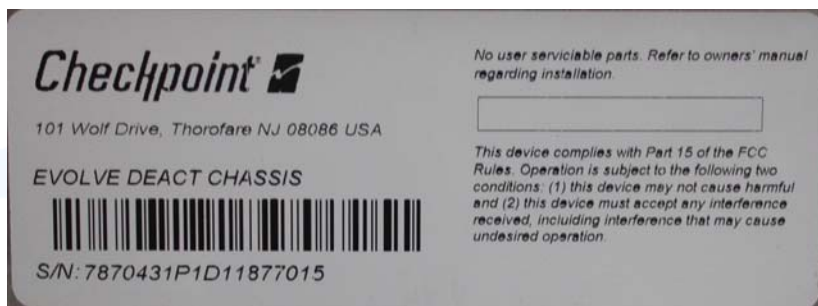 Checkpoint®
101 Wolf Drive, Thorofare NJ 08086 USA
EVOLVE DEACT CHASSIS
S/N: 7870431P1D11877015
No user serviciable parts. Refer to owners' manual
regarding installation.
This device complies with Part 15 of the FCC
Rules. Operation is subject to the following two
conditions: (1) this device may not cause harmful
and (2) this device must accept any interference
received, incluiding interference that may cause
undesired operation.